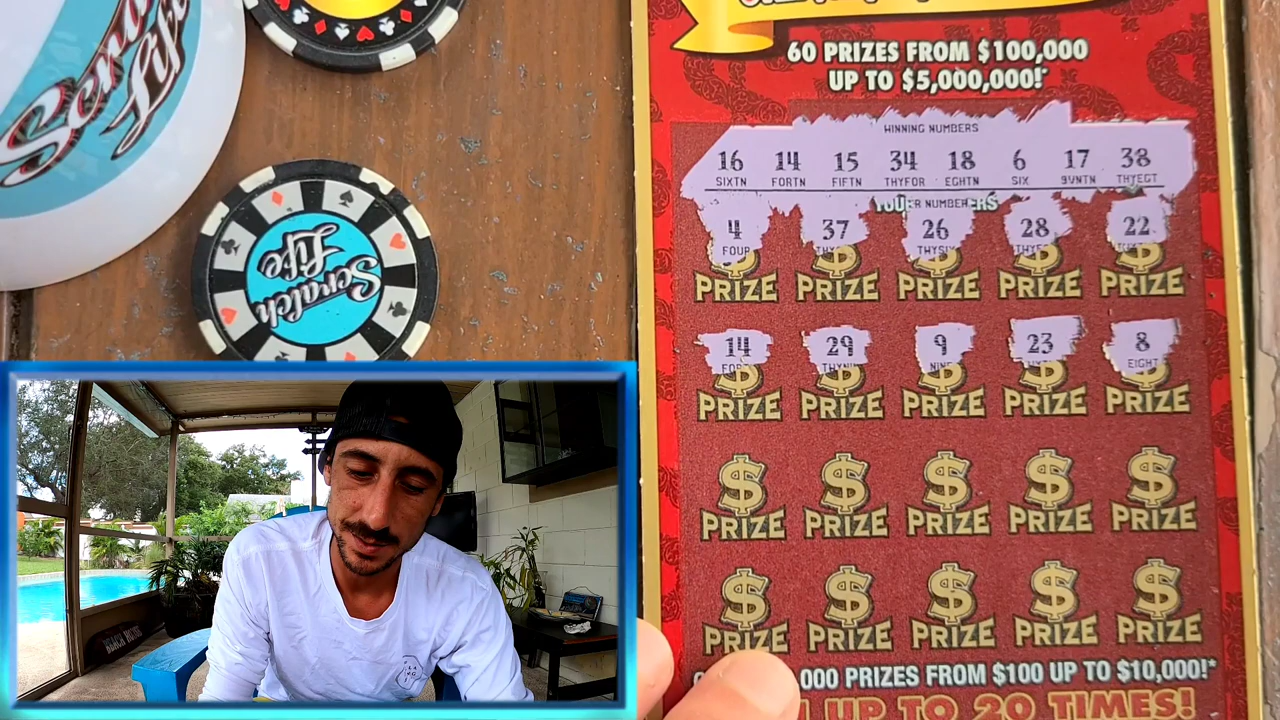 Scratch
Life
Scratch
Life
60 PRIZES FROM $100,000
UP TO $5,000,000!*
WINNING NUMBERS
16 14 15 34 18 6 17 38
SIXTN FORTN FIFTN THYFOR EGHTN SIX SVNTN THYEGT
YOUR NUMBERS
4 37 26 28 22
FOUR
PRIZE PRIZE PRIZE PRIZE PRIZE
14 29 9 23 8
EIGHT
PRIZE PRIZE PRIZE PRIZE PRIZE
PRIZE PRIZE PRIZE PRIZE PRIZE
PRIZE PRIZE PRIZE PRIZE PRIZE
000 PRIZES FROM $100 UP TO $10,000!*
UP TO 20 TIMES!
BEACH